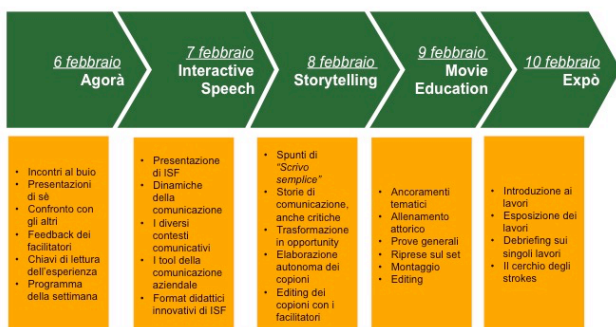 6 febbraio
Agorà
7 febbraio
Interactive
Speech
8 febbraio
Storytelling
9 febbraio
Movie
Education
10 febbraio
Expò
• Incontri al buio
• Presentazioni
di sè
• Confronto con
gli altri
• Feedback dei
facilitatori
• Chiavi di lettura
dell'esperienza
• Programma
della settimana
• Presentazione
di ISF
• Dinamiche
della
comunicazione
• I diversi
contesti
comunicativi
• I tool della
comunicazione
aziendale
• Format didattici
innovativi di ISF
• Spunti di
"Scrivo
semplice"
• Storie di
comunicazione,
anche critiche
• Trasformazione
in opportunity
• Elaborazione
autonoma dei
copioni
• Editing dei
copioni con i
facilitatori
• Ancoramenti
tematici
• Allenamento
attorico
• Prove generali
• Riprese sul set
• Montaggio
• Editing
• Introduzione ai
lavori
• Esposizione dei
lavori
• Debriefing sui
singoli lavori
• Il cerchio degli
strokes